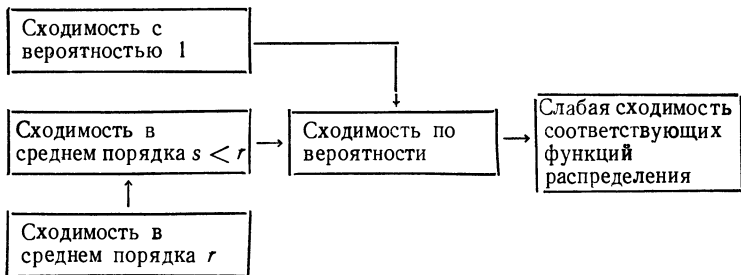 Сходимость с
вероятностью 1
Сходимость в
среднем порядка s < r
Сходимость по
вероятности
Слабая сходимость
соответствующих
функций
распределения
Сходимость в
среднем порядка r